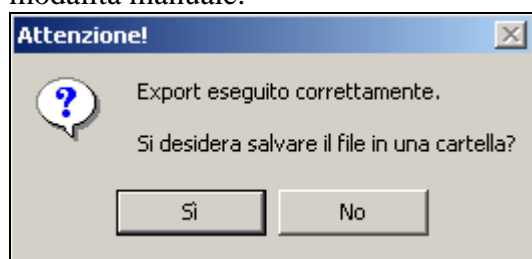 modalità manuale.
Attenzione!
Export eseguito correttamente.
Si desidera salvare il file in una cartella?
Sì
No